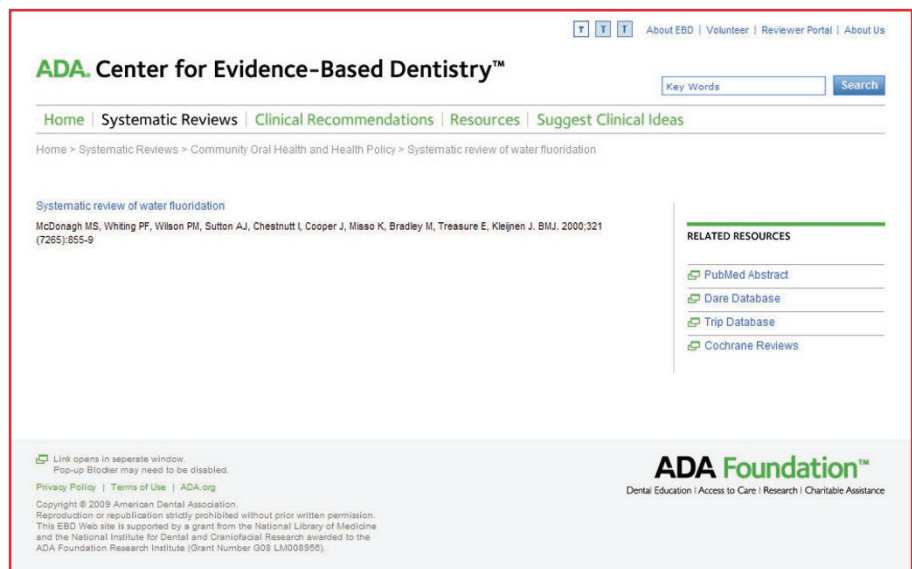 T T T About EBD | Volunteer | Reviewer Portal | About Us
ADA. Center for Evidence-Based Dentistry™
Key Words Search
Home | Systematic Reviews | Clinical Recommendations | Resources | Suggest Clinical Ideas
Home > Systematic Reviews > Community Oral Health and Health Policy > Systematic review of water fluoridation
Systematic review of water fluoridation
McDonagh MS, Whiting PF, Wilson PM, Sutton AJ, Chestnutt I, Cooper J, Misso K, Bradley M, Treasure E, Kleijnen J. BMJ. 2000;321
(7265):855-9
RELATED RESOURCES
PubMed Abstract
Dare Database
Trip Database
Cochrane Reviews
Link opens in seperate window.
Pop-up Blocker may need to be disabled.
Privacy Policy | Terms of Use | ADA.org
Copyright © 2009 American Dental Association.
Reproduction or republication strictly prohibited without prior written permission.
This EBD Web site is supported by a grant from the National Library of Medicine
and the National Institute for Dental and Craniofacial Research awarded to the
ADA Foundation Research Institute (Grant Number G08 LM008956).
ADA Foundation™
Dental Education | Access to Care | Research | Charitable Assistance